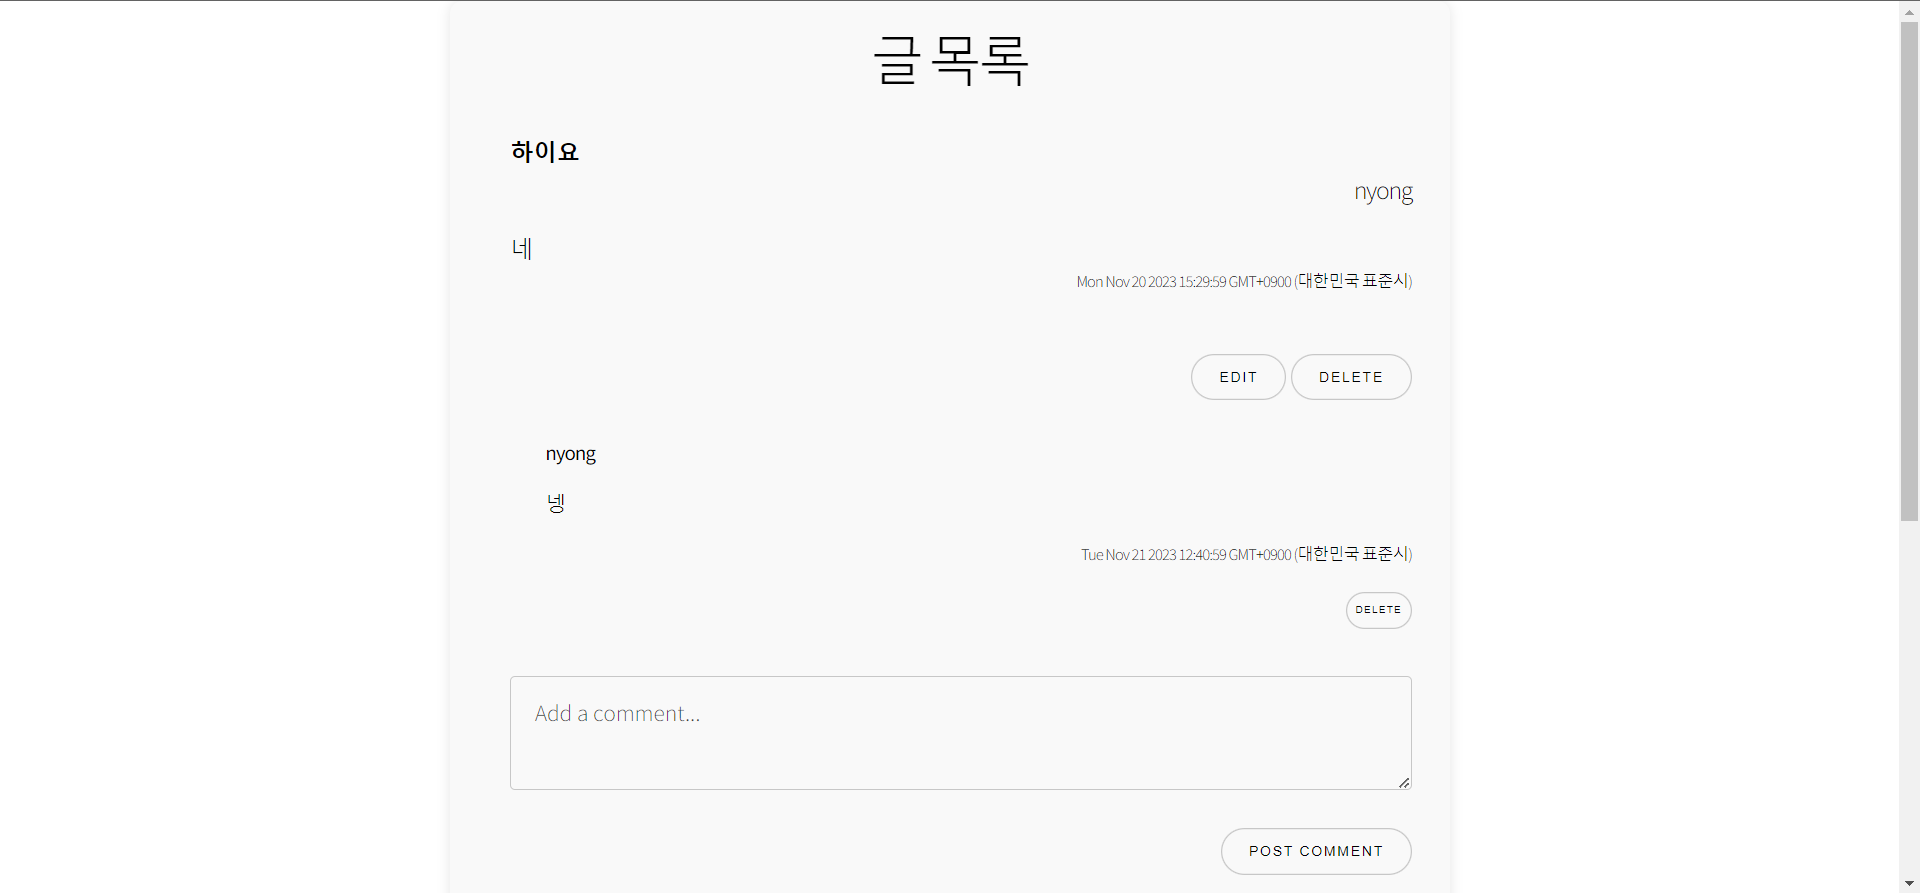 글 목록
하이요
nyong
네
Mon Nov 20 2023 15:29:59 GMT+0900 (대한민국 표준시)
EDIT DELETE
nyong
넹
Tue Nov 21 2023 12:40:59 GMT+0900 (대한민국 표준시)
DELETE
Add a comment...
POST COMMENT